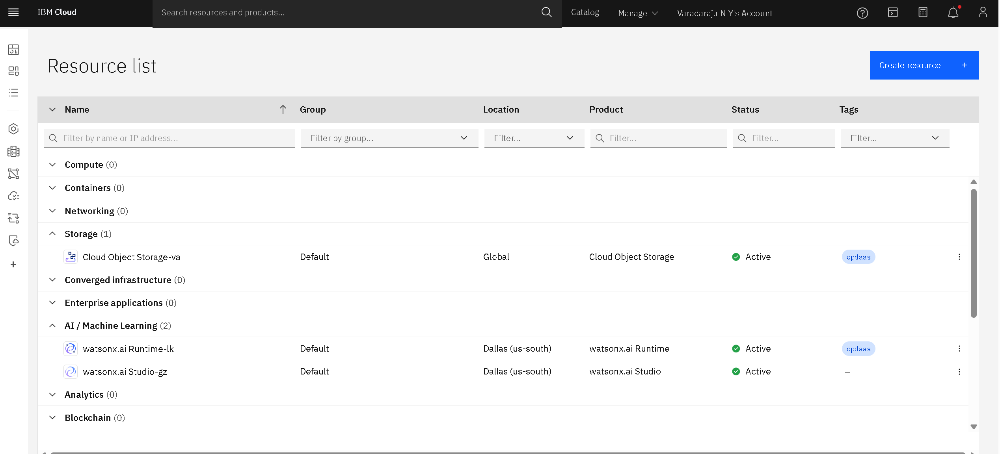 IBM Cloud
Search resources and products...
Catalog
Manage
Varadaraju N Y's Account
Resource list
Create resource +
Name Group Location Product Status Tags
Filter by name or IP address... Filter by group... Filter... Filter... Filter... Filter...
Compute (0)
Containers (0)
Networking (0)
Storage (1)
Cloud Object Storage-va Default Global Cloud Object Storage Active cpdaas
Converged infrastructure (0)
Enterprise applications (0)
AI / Machine Learning (2)
watsonx.ai Runtime-lk Default Dallas (us-south) watsonx.ai Runtime Active cpdaas
watsonx.ai Studio-gz Default Dallas (us-south) watsonx.ai Studio Active —
Analytics (0)
Blockchain (0)